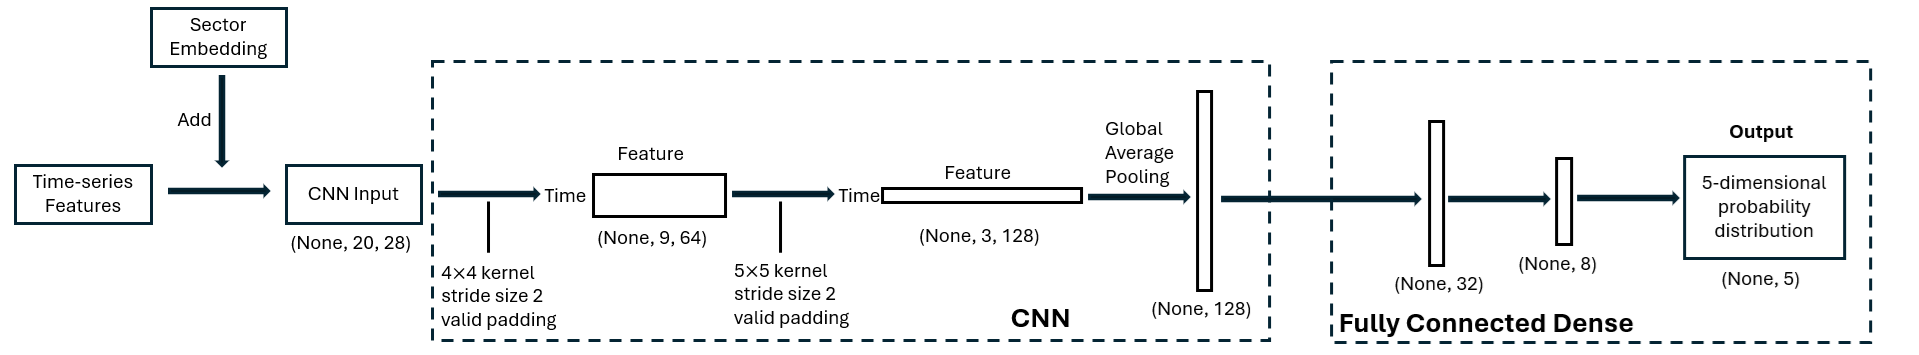 Sector
Embedding
Add
Time-series
Features
CNN Input
(None, 20, 28)
4×4 kernel
stride size 2
valid padding
Time
Feature
(None, 9, 64)
5×5 kernel
stride size 2
valid padding
Time
Feature
(None, 3, 128)
Global
Average
Pooling
(None, 128)
CNN
(None, 32)
(None, 8)
Output
5-dimensional
probability
distribution
(None, 5)
Fully Connected Dense